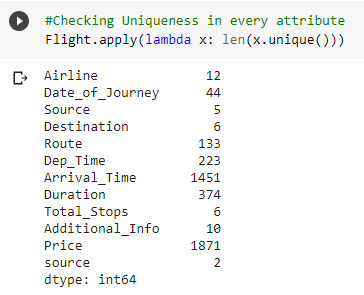 #Checking Uniqueness in every attribute
Flight.apply(lambda x: len(x.unique()))
Airline 12
Date_of_Journey 44
Source 5
Destination 6
Route 133
Dep_Time 223
Arrival_Time 1451
Duration 374
Total_Stops 6
Additional_Info 10
Price 1871
source 2
dtype: int64